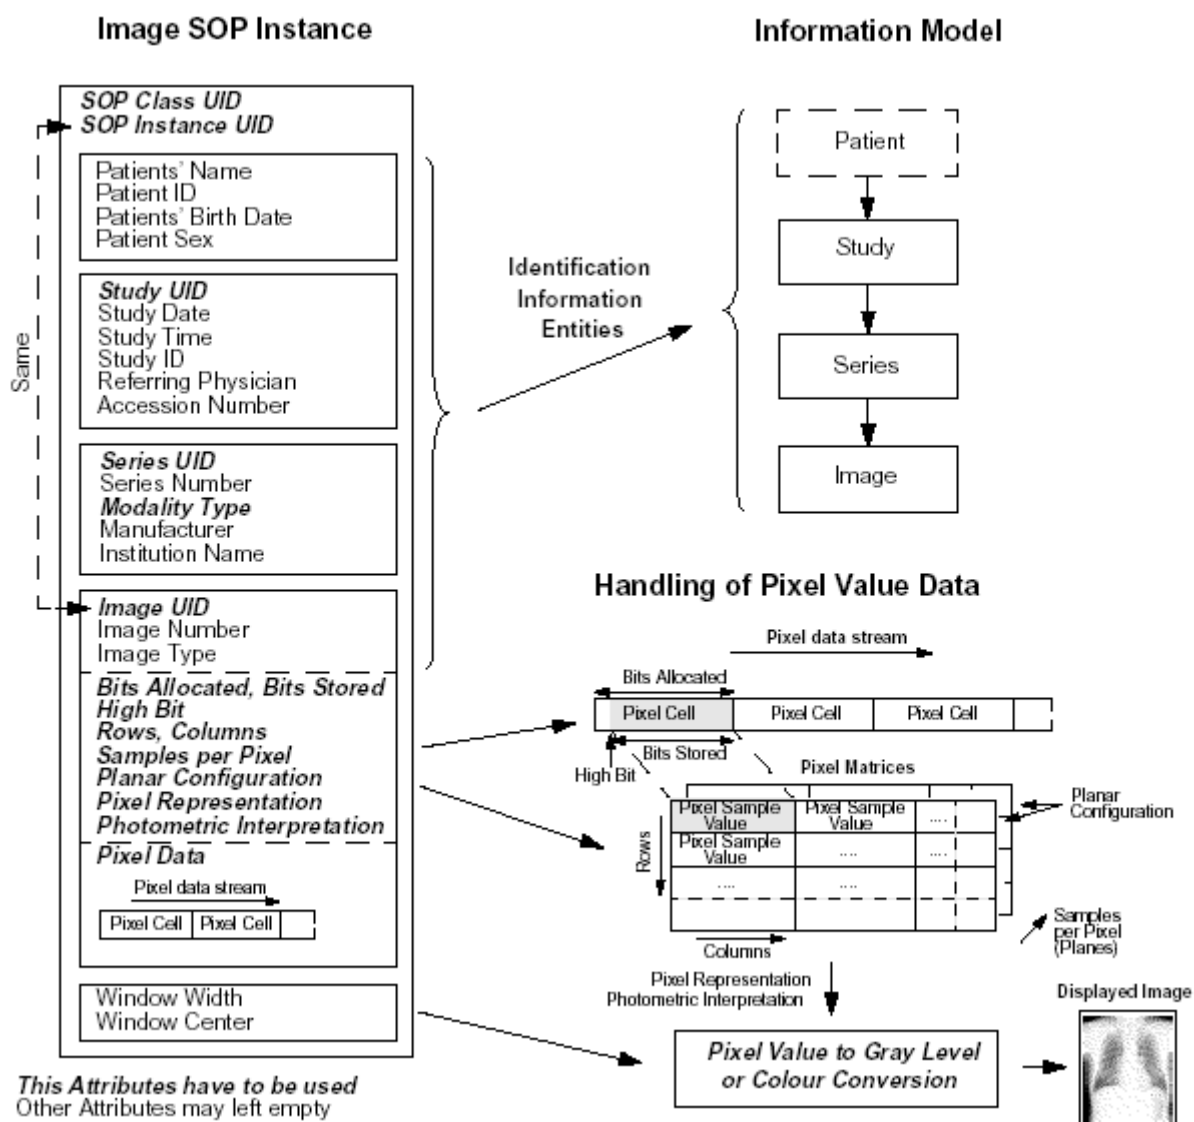 Image SOP Instance
SOP Class UID
SOP Instance UID
Patients' Name
Patient ID
Patients' Birth Date
Patient Sex
Study UID
Study Date
Study Time
Study ID
Referring Physician
Accession Number
Series UID
Series Number
Modality Type
Manufacturer
Institution Name
Image UID
Image Number
Image Type
Bits Allocated, Bits Stored
High Bit
Rows, Columns
Samples per Pixel
Planar Configuration
Pixel Representation
Photometric Interpretation
Pixel Data
Pixel data stream
Pixel Cell Pixel Cell
Window Width
Window Center
Same
This Attributes have to be used
Other Attributes may left empty
Identification
Information
Entities
Information Model
Patient
Study
Series
Image
Handling of Pixel Value Data
Pixel data stream
Bits Allocated
Pixel Cell Pixel Cell Pixel Cell
Bits Stored
High Bit
Pixel Matrices
Pixel Sample
Value
Pixel Sample
Value
....
Pixel Sample
Value
....
....
....
....
Rows
Columns
Planar
Configuration
Samples
per Pixel
(Planes)
Pixel Representation
Photometric Interpretation
Pixel Value to Gray Level
or Colour Conversion
Displayed Image